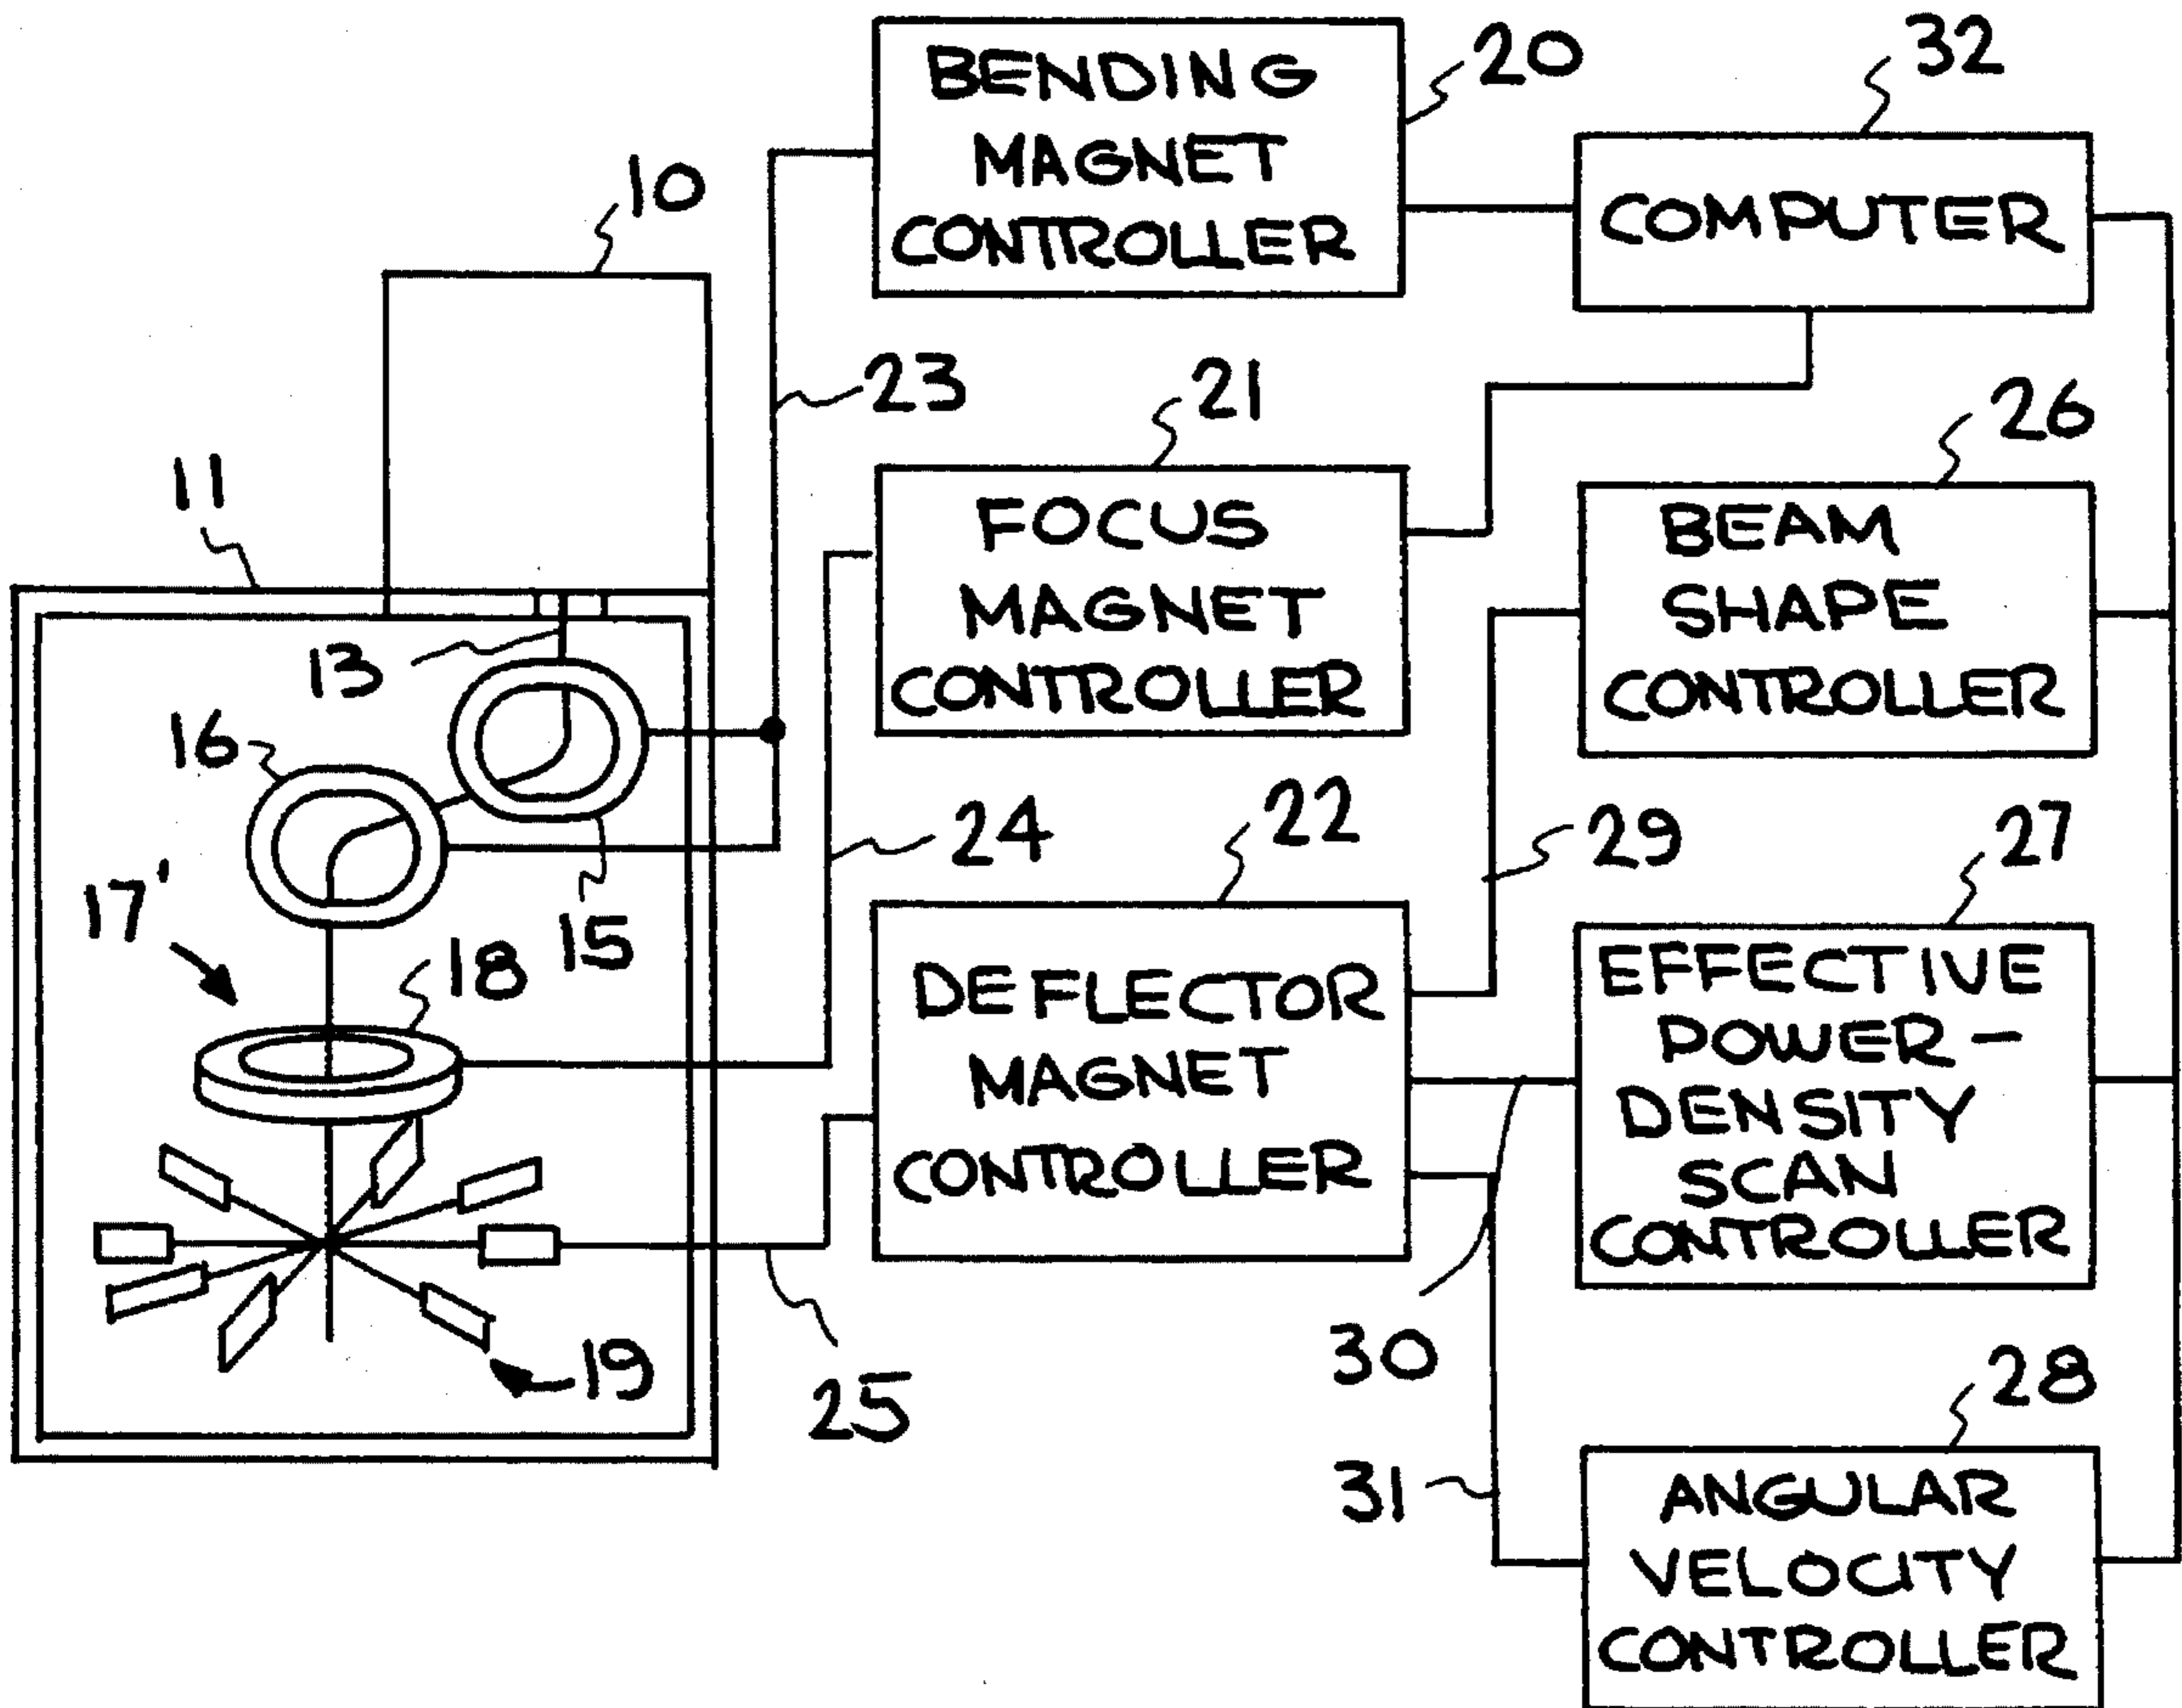 BENDING
MAGNET
CONTROLLER
20
32
COMPUTER
10
23
21
26
11
FOCUS
MAGNET
CONTROLLER
BEAM
SHAPE
CONTROLLER
13
16
24
22
29
27
17'
15
18
DEFLECTOR
MAGNET
CONTROLLER
EFFECTIVE
POWER-
DENSITY
SCAN
CONTROLLER
19
25
30
28
31
ANGULAR
VELOCITY
CONTROLLER